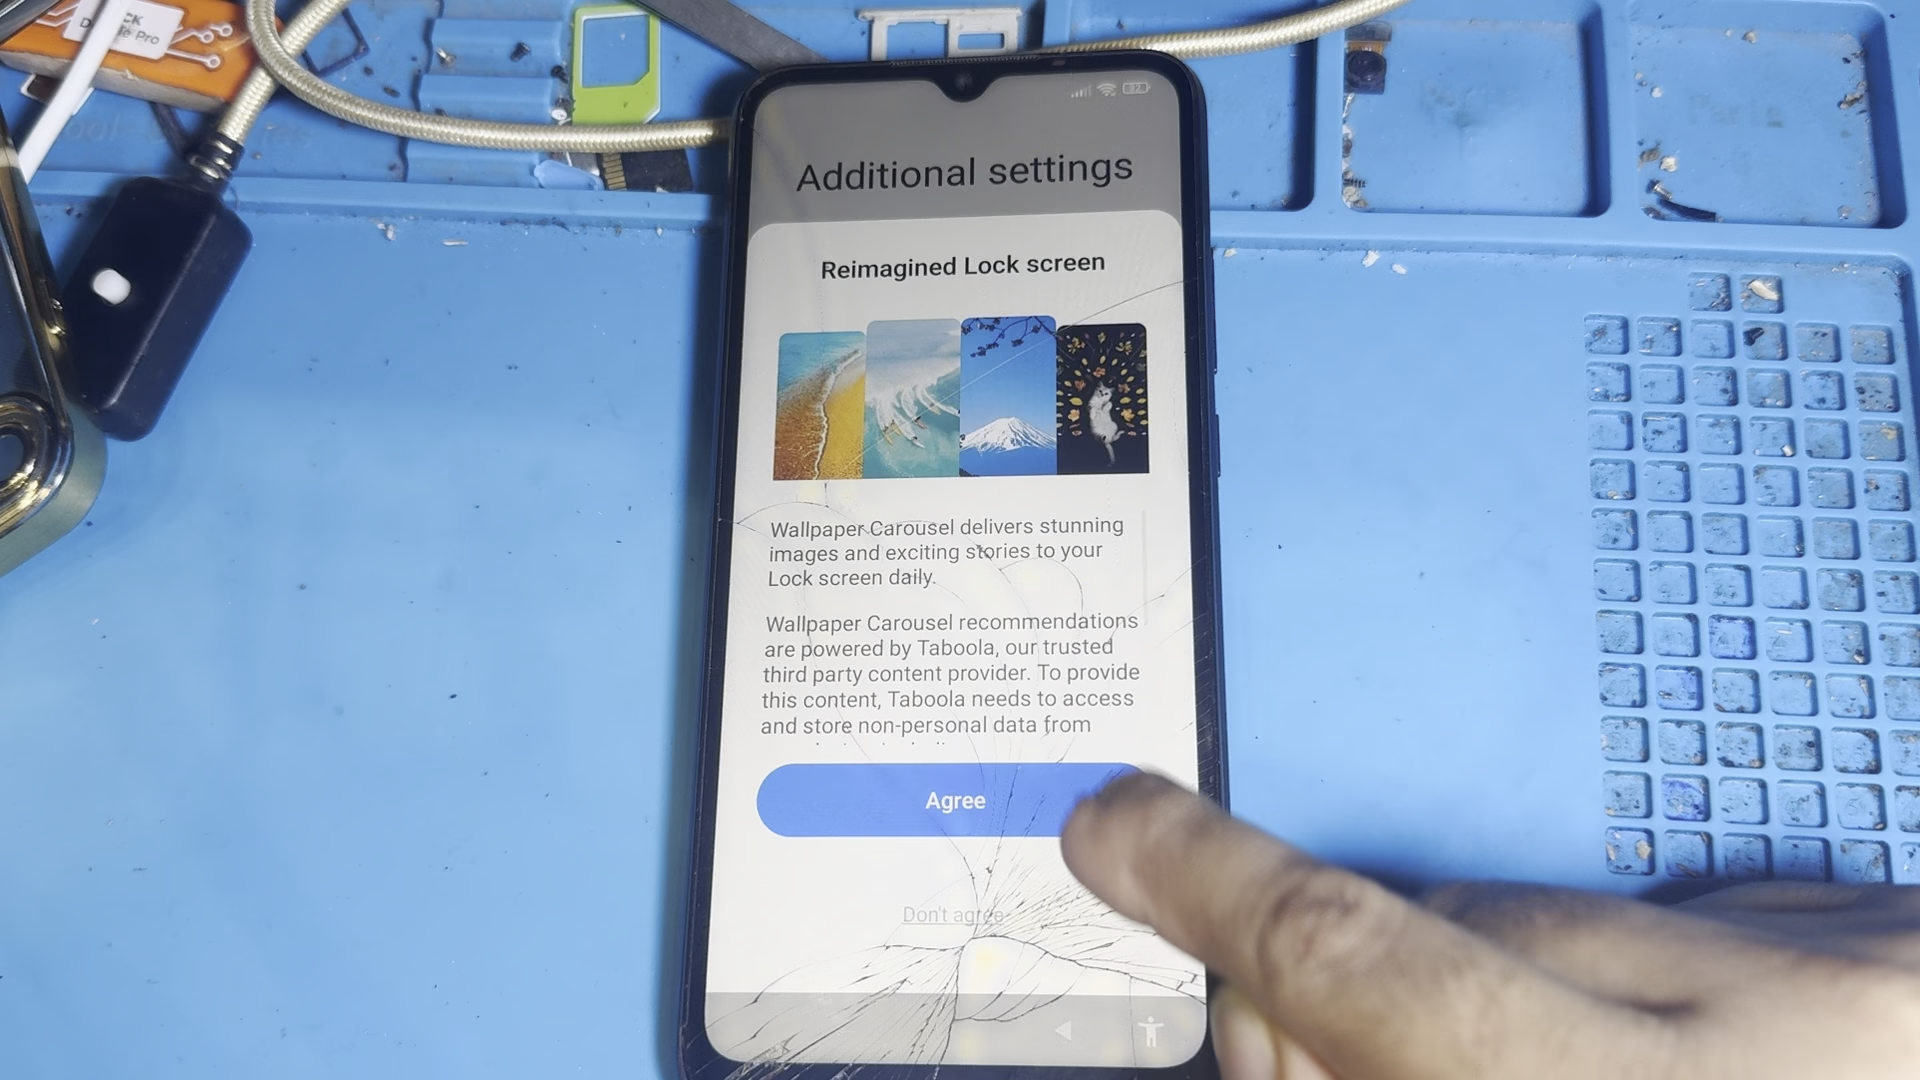 Pro
32
Additional settings
Reimagined Lock screen
Wallpaper Carousel delivers stunning
images and exciting stories to your
Lock screen daily.
Wallpaper Carousel recommendations
are powered by Taboola, our trusted
third party content provider. To provide
this content, Taboola needs to access
and store non-personal data from
Agree
Don't agree